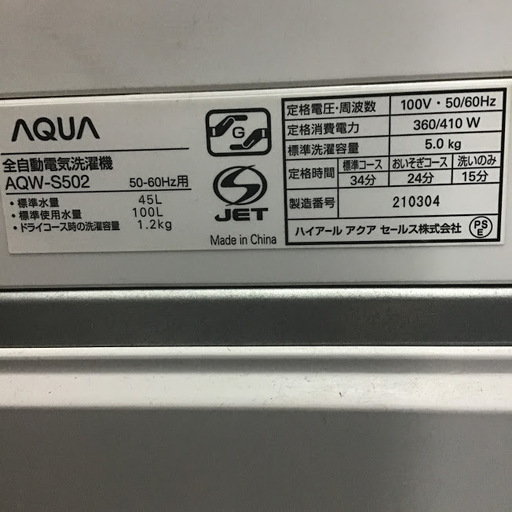 AQUA
全自動電気洗濯機
AQW-S502 50-60Hz用
・標準水量 45L
・標準使用水量 100L
・ドライコース時の洗濯容量 1.2kg
G
S
JET
Made in China
定格電圧・周波数 100V・50/60Hz
定格消費電力 360/410 W
標準洗濯容量 5.0 kg
定格時間 標準コース おいそぎコース 洗いのみ
34分 24分 15分
製造番号 210304
ハイアール アクア セールス株式会社
PS
E